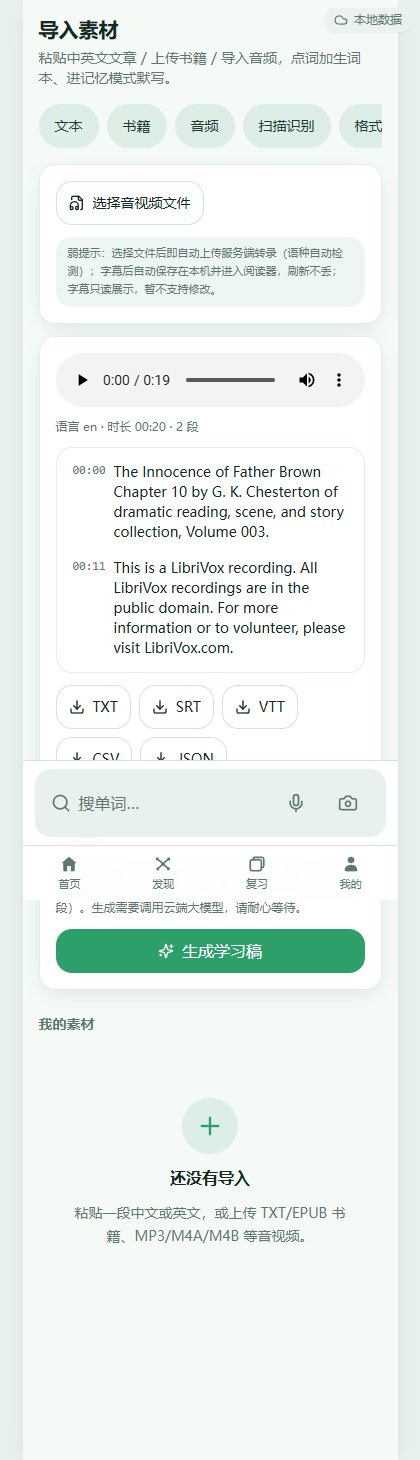 本地数据
导入素材
粘贴中英文文章 / 上传书籍 / 导入音频，点词加生词
本、进记忆模式默写。
文本
书籍
音频
扫描识别
格式
选择音视频文件
弱提示：选择文件后即自动上传服务端转录（语种自动检
测）；字幕后自动保存在本机并进入阅读器，刷新不丢；
字幕只读展示，暂不支持修改。
0:00 / 0:19
语言 en · 时长 00:20 · 2 段
00:00 The Innocence of Father Brown
Chapter 10 by G. K. Chesterton of
dramatic reading, scene, and story
collection, Volume 003.
00:11 This is a LibriVox recording. All
LibriVox recordings are in the
public domain. For more
information or to volunteer, please
visit LibriVox.com.
TXT
SRT
VTT
CSV
JSON
搜单词...
首页
发现
复习
我的
段）。生成需要调用云端大模型，请耐心等待。
生成学习稿
我的素材
还没有导入
粘贴一段中文或英文，或上传 TXT/EPUB 书
籍、MP3/M4A/M4B 等音视频。